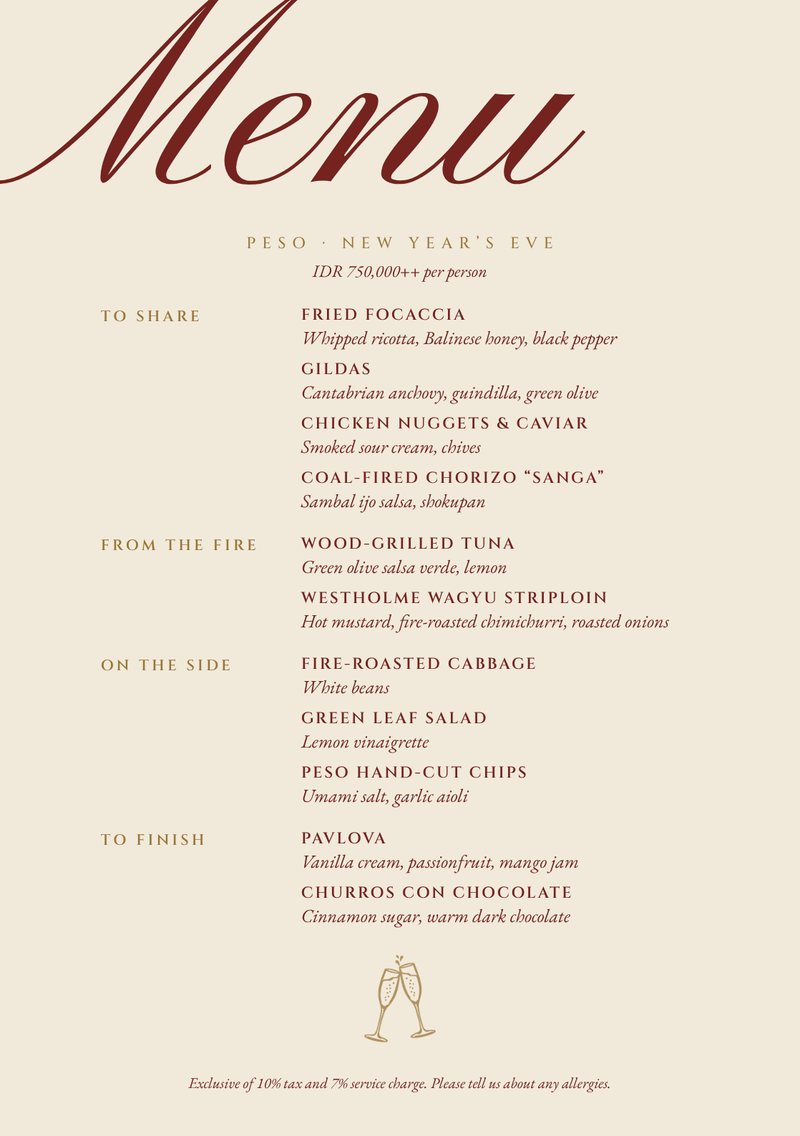 Menu
PESO · NEW YEAR’S EVE
IDR 750,000++ per person
TO SHARE
FRIED FOCACCIA
Whipped ricotta, Balinese honey, black pepper
GILDAS
Cantabrian anchovy, guindilla, green olive
CHICKEN NUGGETS & CAVIAR
Smoked sour cream, chives
COAL-FIRED CHORIZO “SANGA”
Sambal ijo salsa, shokupan
FROM THE FIRE
WOOD-GRILLED TUNA
Green olive salsa verde, lemon
WESTHOLME WAGYU STRIPLOIN
Hot mustard, fire-roasted chimichurri, roasted onions
ON THE SIDE
FIRE-ROASTED CABBAGE
White beans
GREEN LEAF SALAD
Lemon vinaigrette
PESO HAND-CUT CHIPS
Umami salt, garlic aioli
TO FINISH
PAVLOVA
Vanilla cream, passionfruit, mango jam
CHURROS CON CHOCOLATE
Cinnamon sugar, warm dark chocolate
Exclusive of 10% tax and 7% service charge. Please tell us about any allergies.